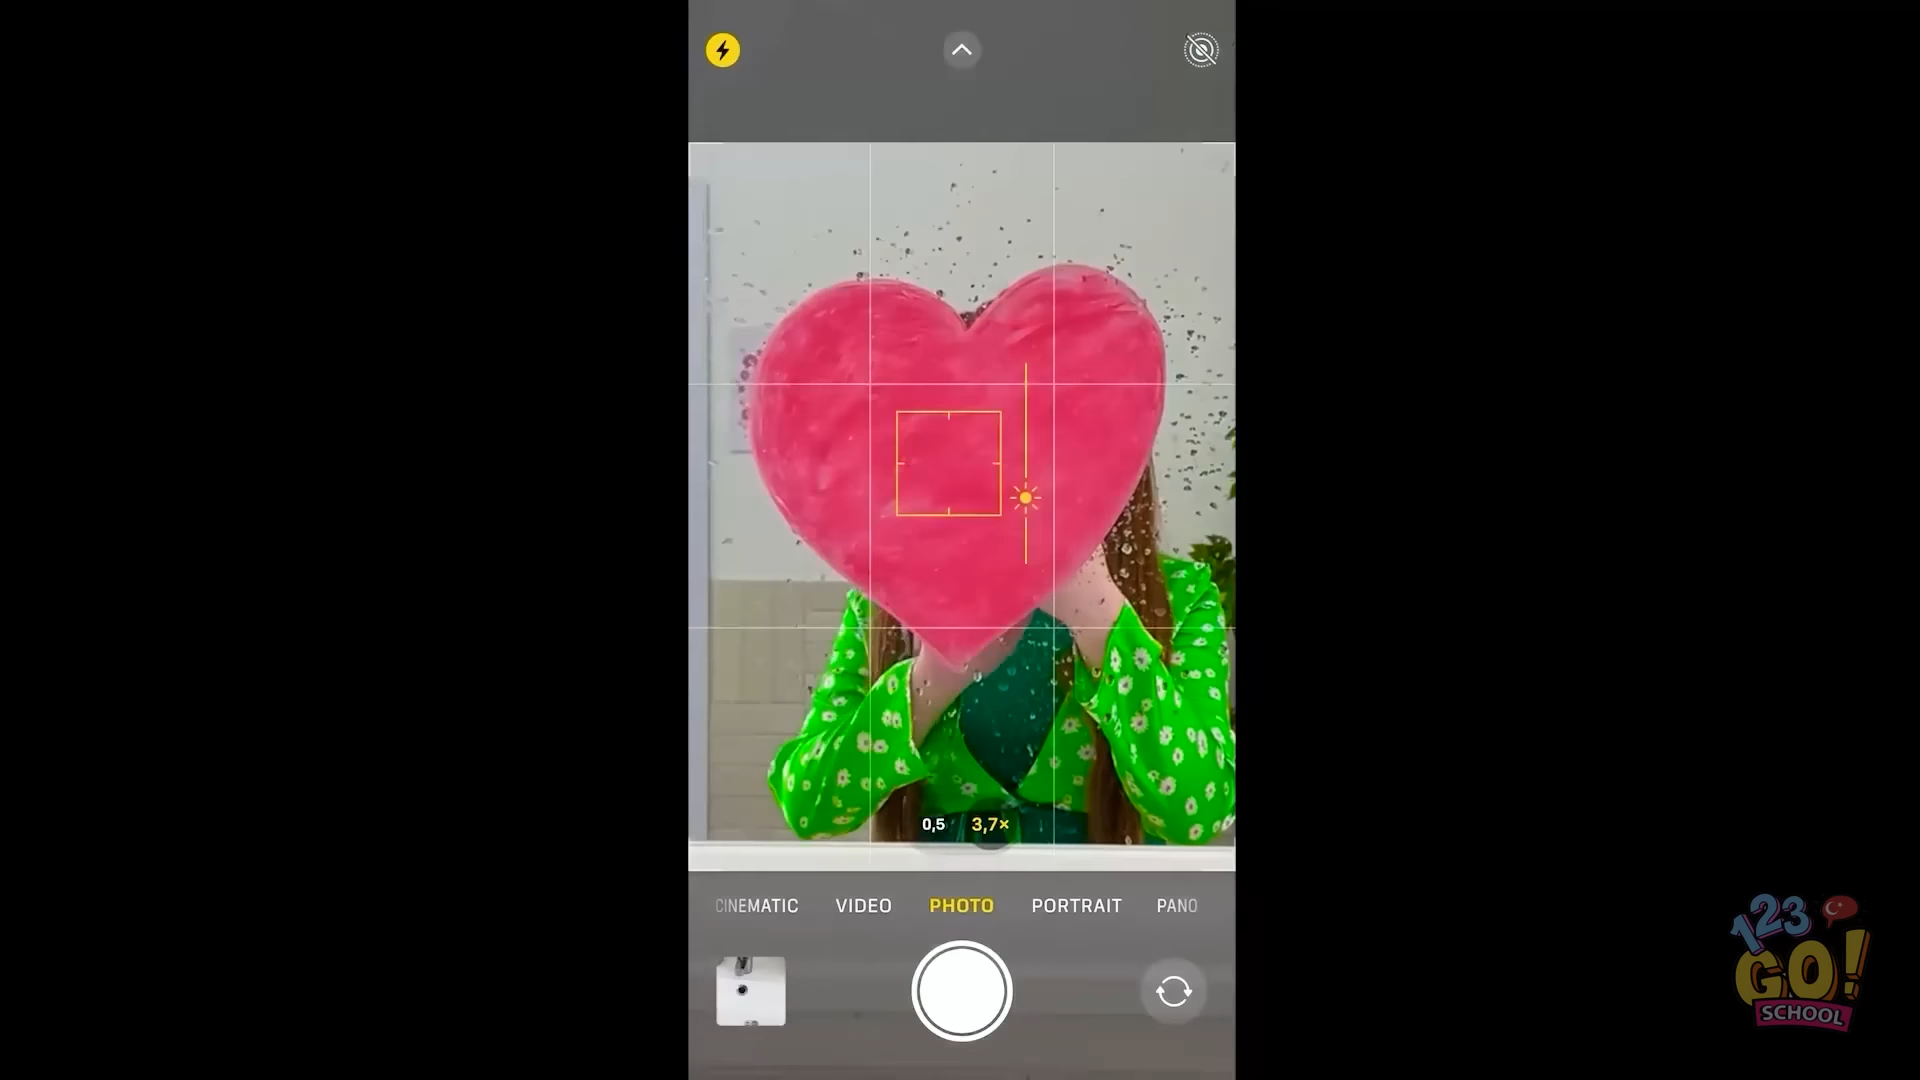 0,5
3,7×
CINEMATIC VIDEO PHOTO PORTRAIT PANO
123
GO!
SCHOOL